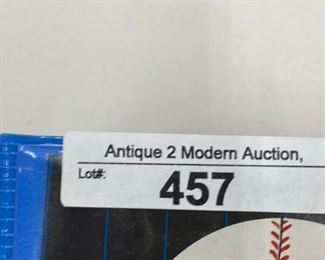 Antique 2 Modern Auction,
Lot#:
457